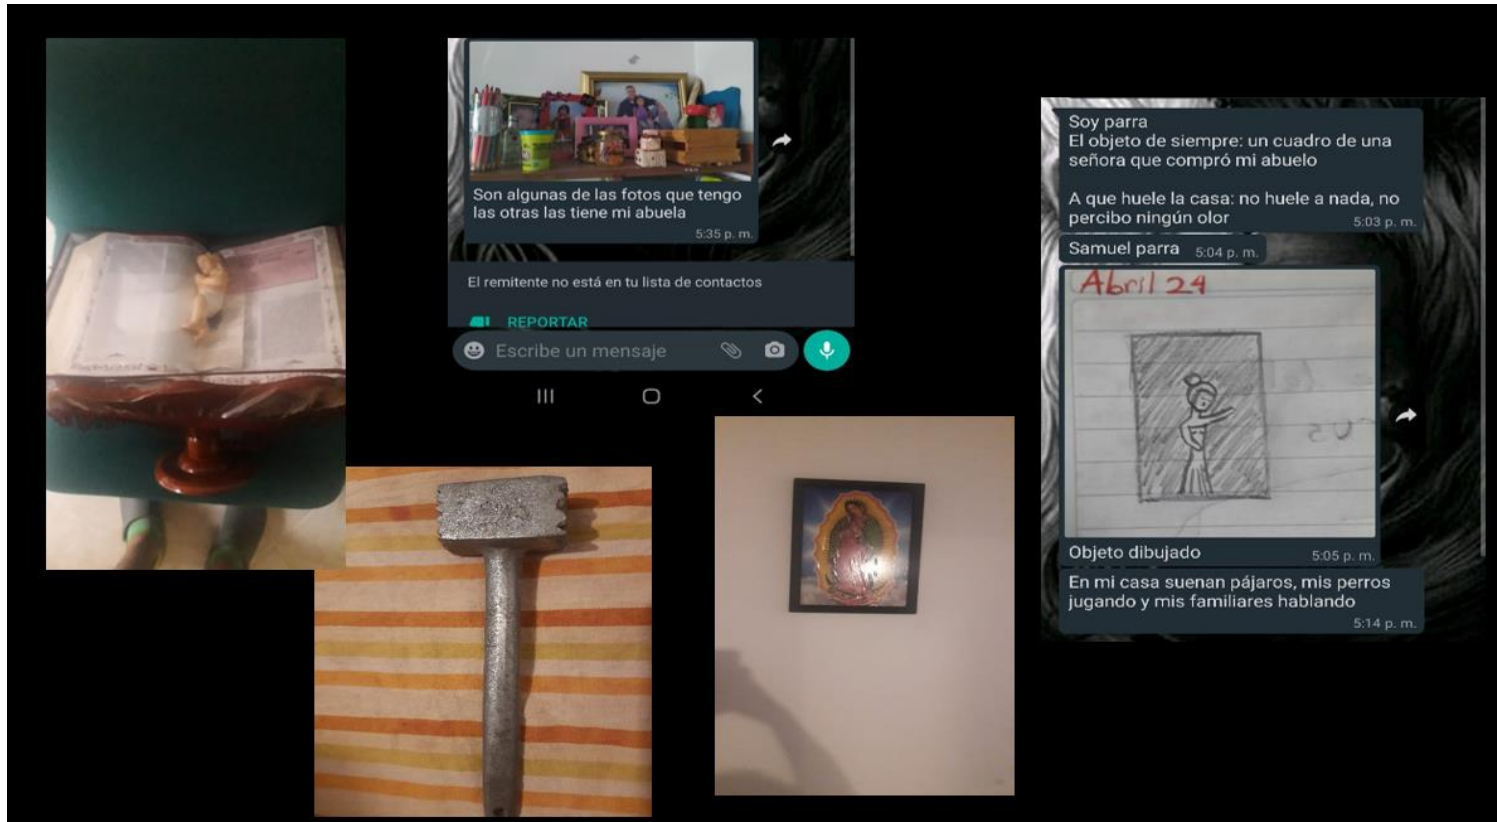 Son algunas de las fotos que tengo
las otras las tiene mi abuela
5:35 p. m.
El remitente no está en tu lista de contactos
REPORTAR
Escribe un mensaje
Soy parra
El objeto de siempre: un cuadro de una
señora que compró mi abuelo
A que huele la casa: no huele a nada, no
percibo ningún olor
5:03 p. m.
Samuel parra 5:04 p. m.
Abril 24
Objeto dibujado 5:05 p. m.
En mi casa suenan pájaros, mis perros
jugando y mis familiares hablando
5:14 p. m.